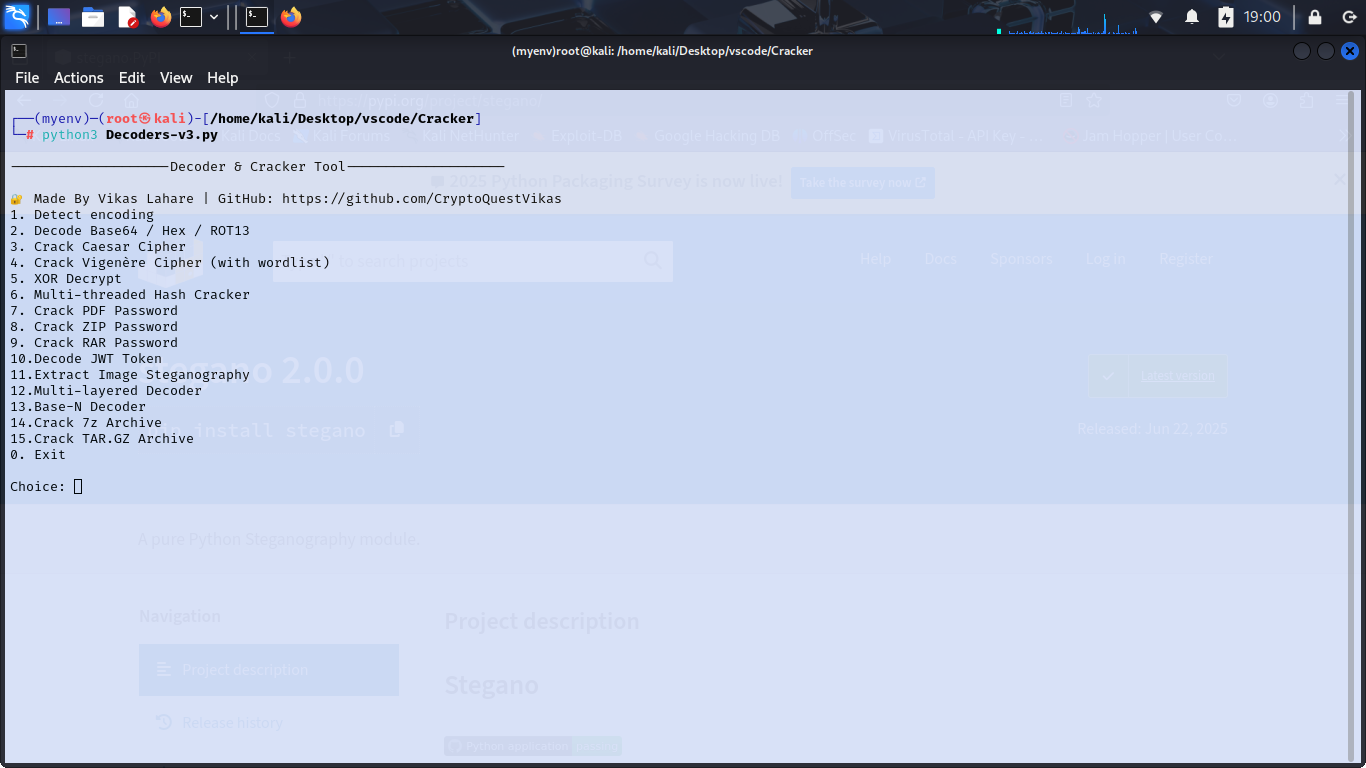 19:00
(myenv)root@kali: /home/kali/Desktop/vscode/Cracker
File Actions Edit View Help
┌──(myenv)─(root㉿kali)-[/home/kali/Desktop/vscode/Cracker]
└─# python3 Decoders-v3.py
Kali Docs Kali Forums Kali NetHunter Exploit-DB Google Hacking DB OffSec VirusTotal - API Key - ... Jam Hopper | User Co...
────────────────────Decoder & Cracker Tool────────────────────
2025 Python Packaging Survey is now live! Take the survey now
🔐 Made By Vikas Lahare | GitHub: https://github.com/CryptoQuestVikas
1. Detect encoding
2. Decode Base64 / Hex / ROT13
3. Crack Caesar Cipher
4. Crack Vigenère Cipher (with wordlist)
to search projects
Help Docs Sponsors Log in Register
5. XOR Decrypt
6. Multi-threaded Hash Cracker
7. Crack PDF Password
8. Crack ZIP Password
9. Crack RAR Password
10.Decode JWT Token
2.0.0
Latest version
11.Extract Image Steganography
12.Multi-layered Decoder
13.Base-N Decoder
14.Crack 7z Archive
install stegano
Released: Jun 22, 2025
15.Crack TAR.GZ Archive
0. Exit
Choice:
A pure Python Steganography module.
Navigation
Project description
Project description
Stegano
Release history
Python application passing